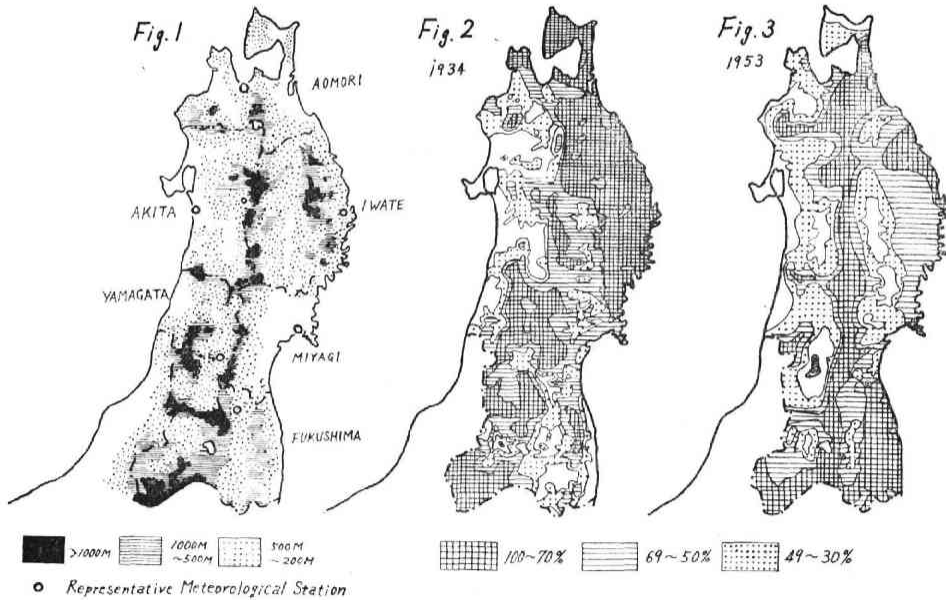 Fig. 1
Fig. 2
1934
Fig. 3
1953
AOMORI
AKITA
IWATE
YAMAGATA
MIYAGI
FUKUSHIMA
>1000M
1000M
~500M
500M
~200M
100~70%
69~50%
49~30%
Representative Meteorological Station